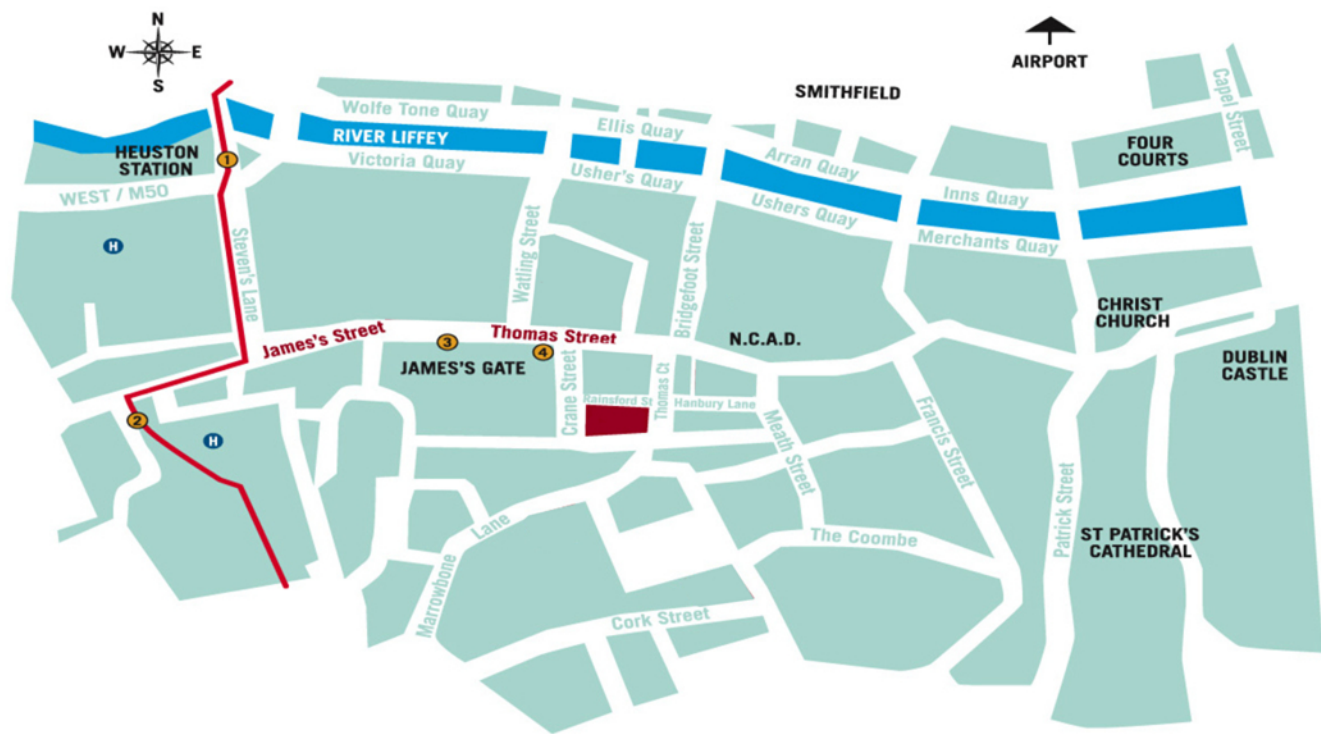 N
W
E
S
AIRPORT
SMITHFIELD
Capel Street
Wolfe Tone Quay
Ellis Quay
RIVER LIFFEY
FOUR
COURTS
HEUSTON
STATION
1
Victoria Quay
Arran Quay
Usher's Quay
Inns Quay
WEST / M50
Ushers Quay
Merchants Quay
H
Steven's Lane
Watling Street
Bridgefoot Street
CHRIST
CHURCH
James's Street
3
Thomas Street
4
N.C.A.D.
DUBLIN
CASTLE
JAMES'S GATE
Crane Street
Rainsford St
Thomas Ct
Hanbury Lane
2
H
Meath Street
Francis Street
Patrick Street
Marrowbone Lane
The Coombe
ST PATRICK'S
CATHEDRAL
Cork Street